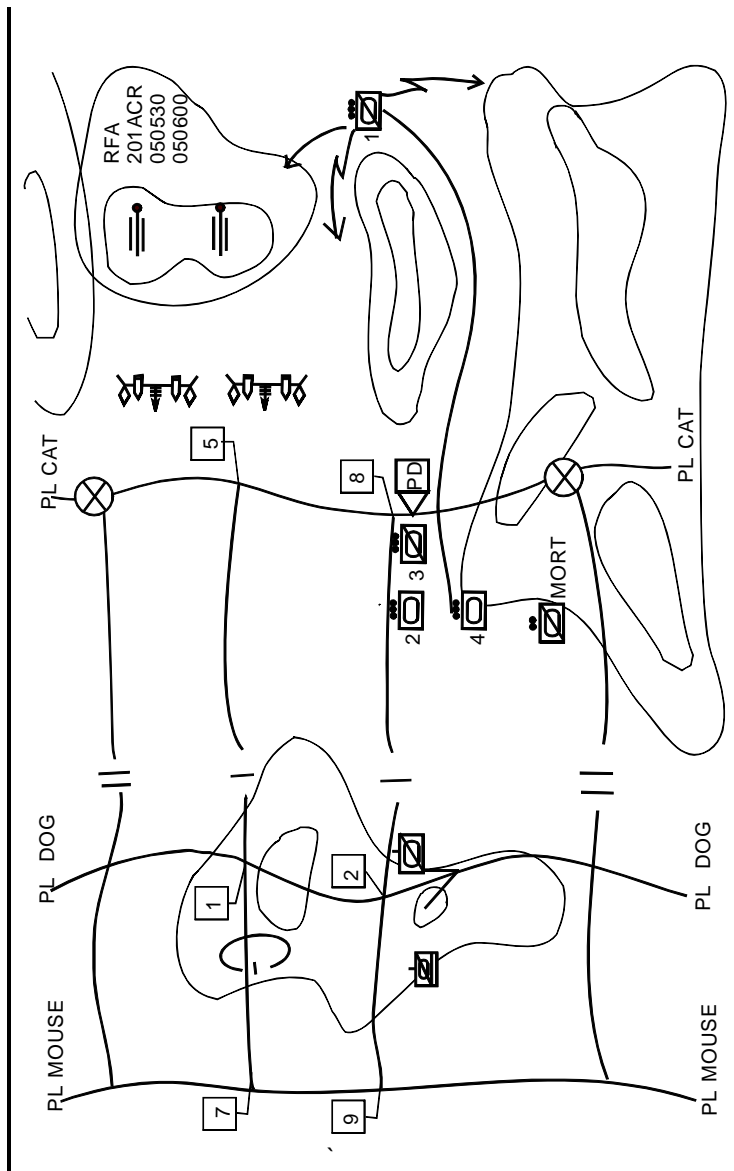 RFA
201ACR
050530
050600
1
5
PL CAT
8
PD
PL CAT
3
2
4
MORT
PL DOG
1
2
PL DOG
PL MOUSE
7
9
PL MOUSE